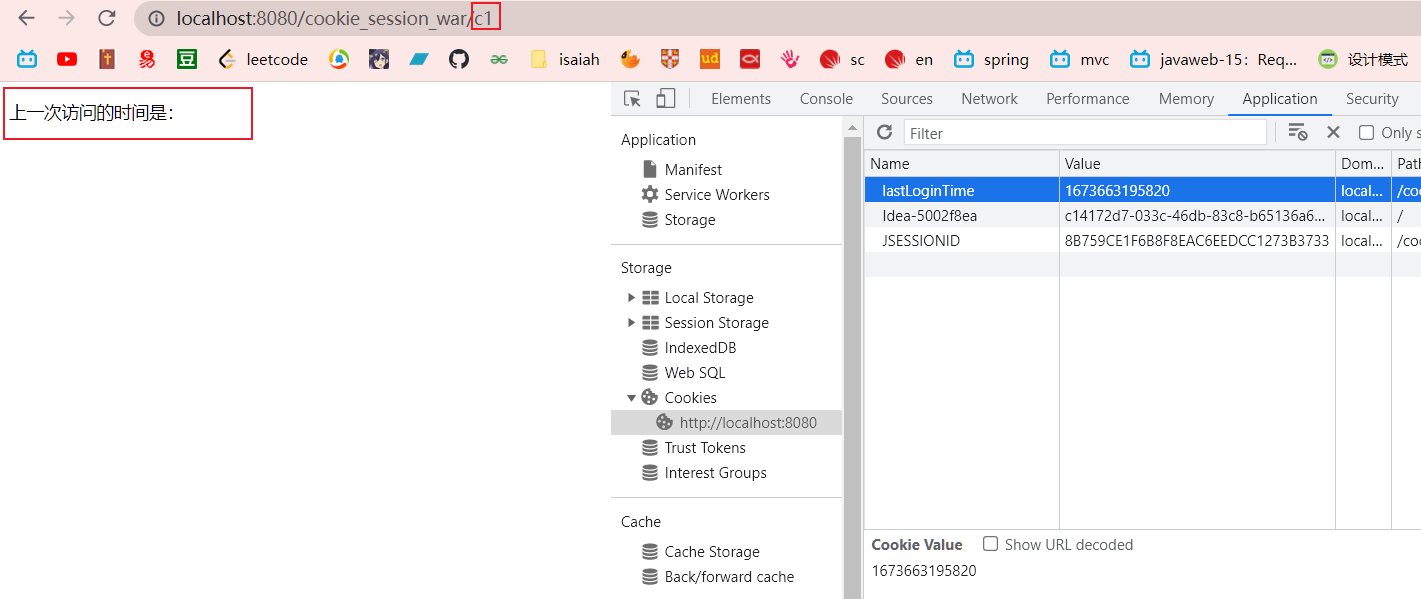 localhost:8080/cookie_session_war/c1
leetcode isaiah ud sc en spring mvc javaweb-15：Req... 设计模式
上一次访问的时间是：
Elements Console Sources Network Performance Memory Application Security
Application
Manifest
Service Workers
Storage
Storage
Local Storage
Session Storage
IndexedDB
Web SQL
Cookies
http://localhost:8080
Trust Tokens
Interest Groups
Cache
Cache Storage
Back/forward cache
Filter Only s
Name Value Dom... Path
lastLoginTime 1673663195820 local... /coo
Idea-5002f8ea c14172d7-033c-46db-83c8-b65136a6... local... /
JSESSIONID 8B759CE1F6B8F8EAC6EEDCC1273B3733 local... /coo
Cookie Value Show URL decoded
1673663195820